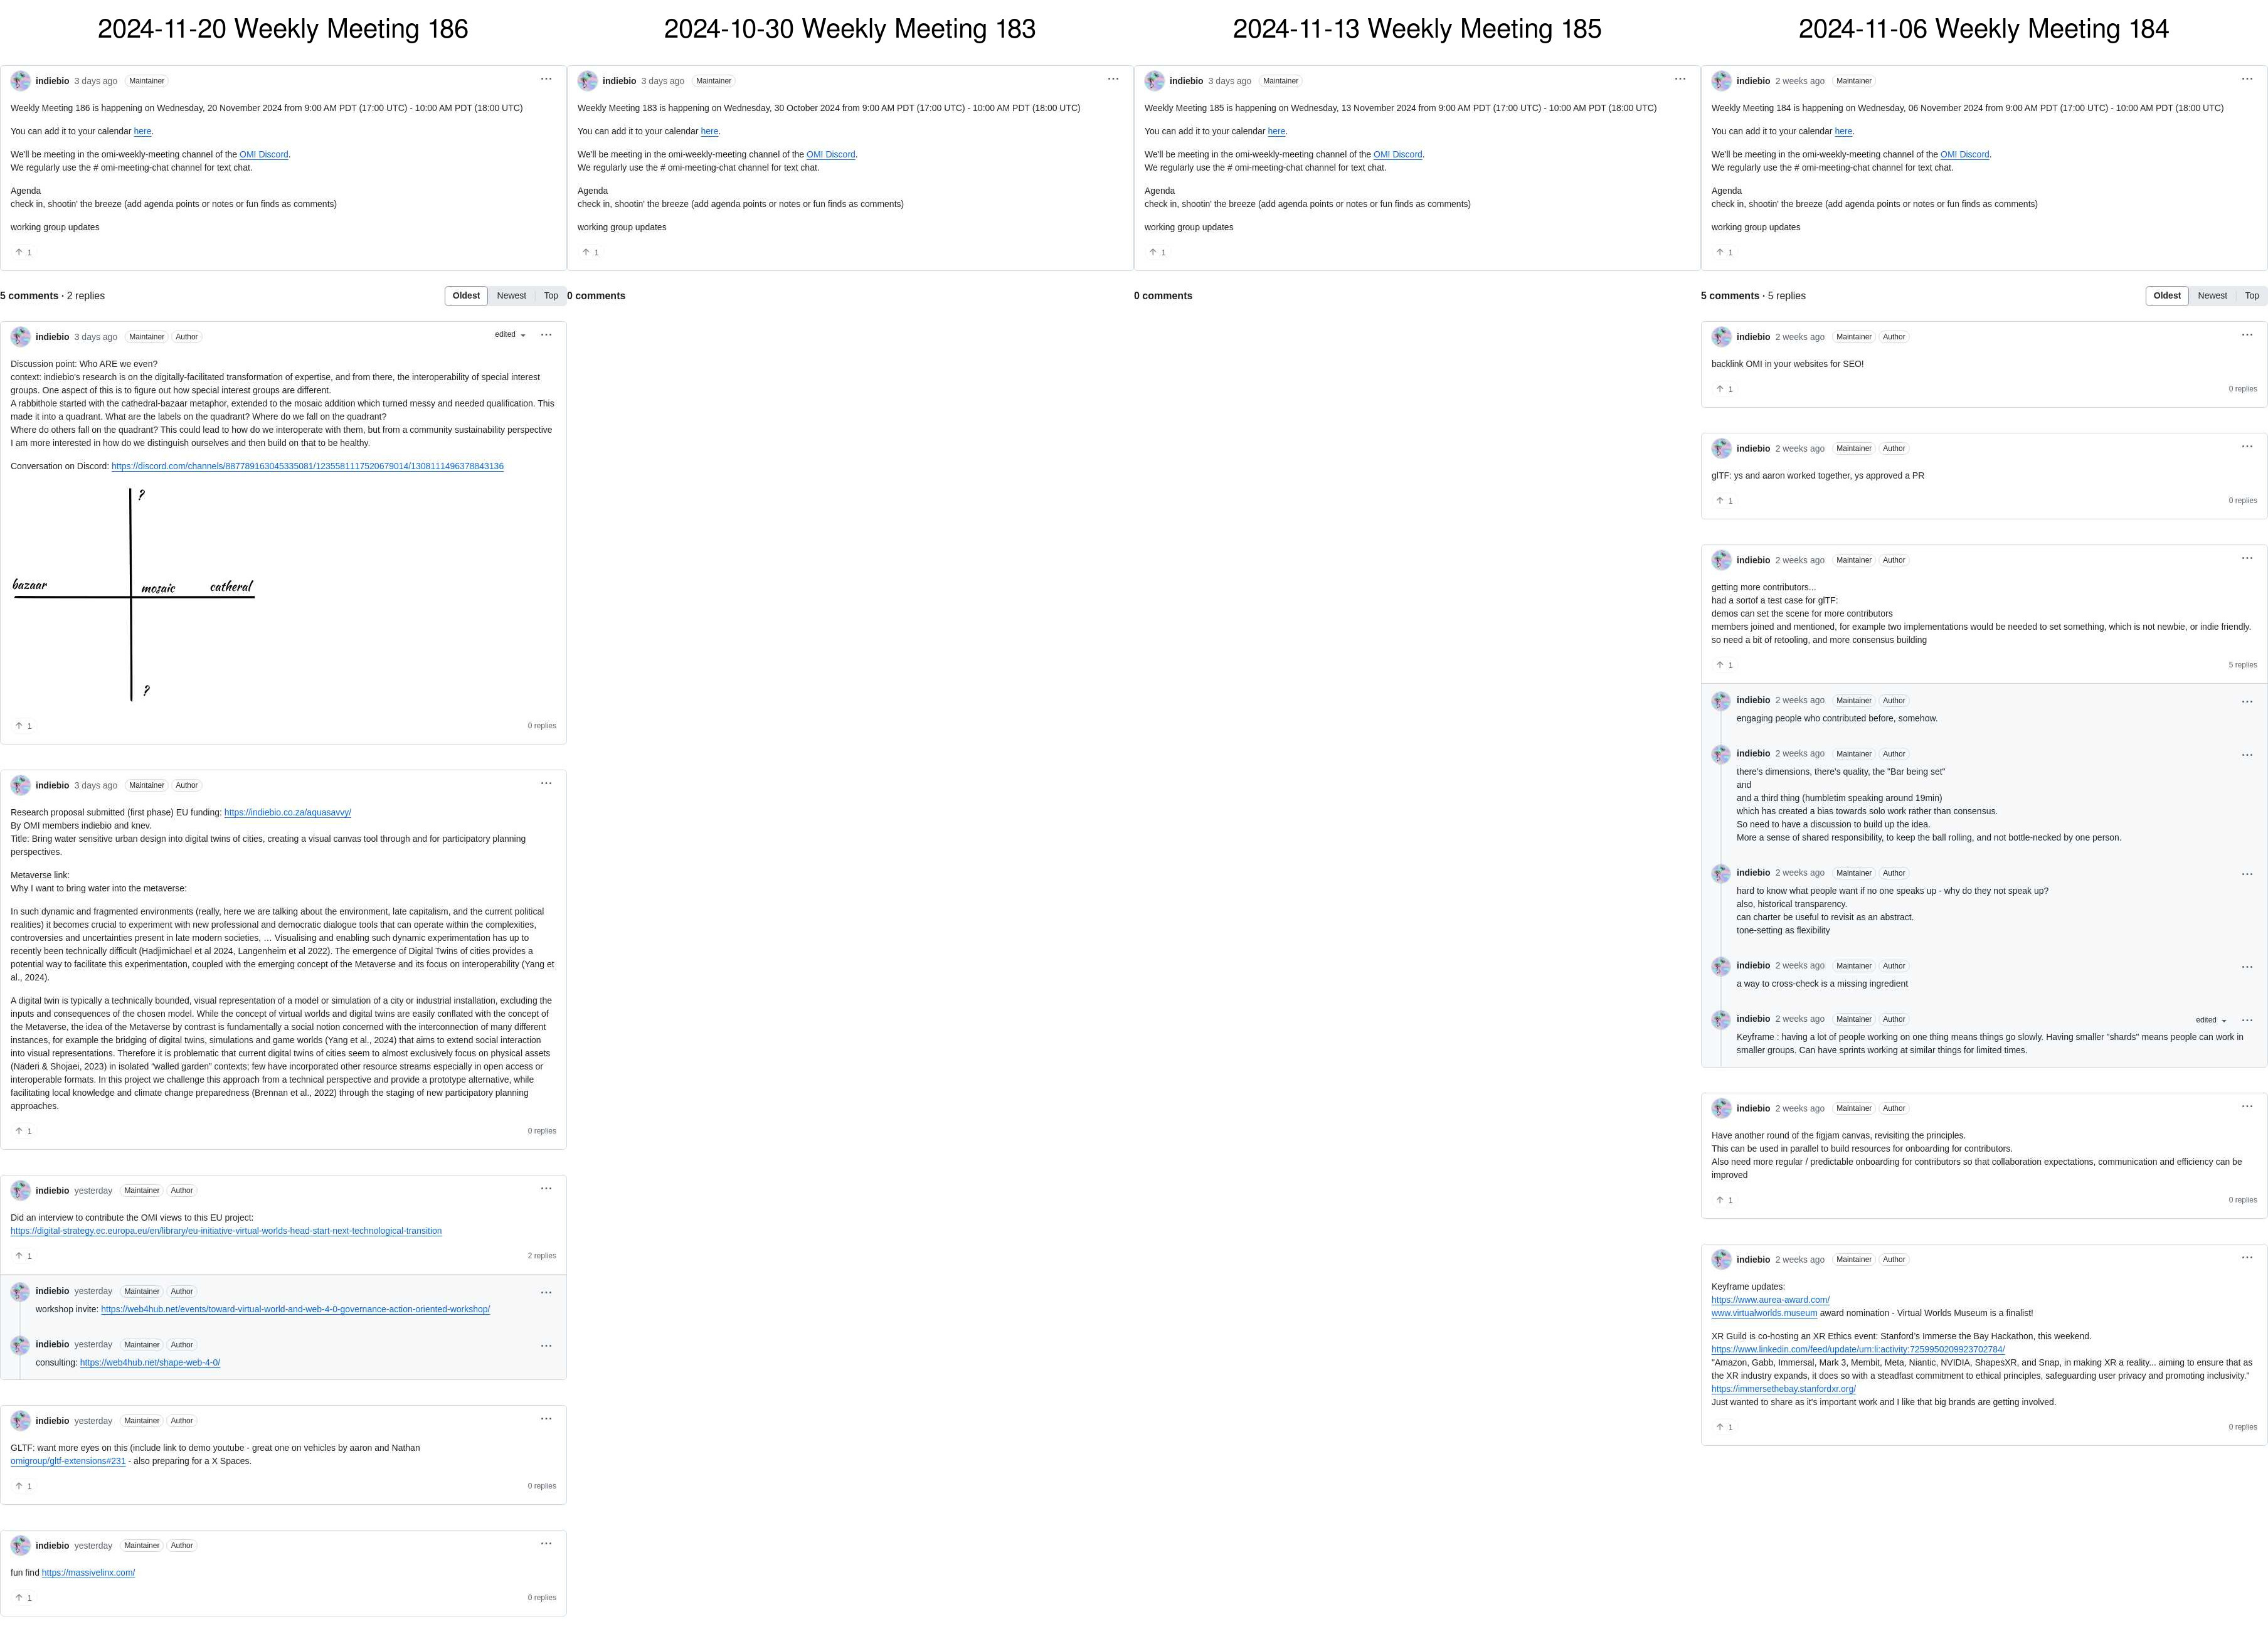 2024-11-20 Weekly Meeting 186
indiebio 3 days ago Maintainer
Weekly Meeting 186 is happening on Wednesday, 20 November 2024 from 9:00 AM PDT (17:00 UTC) - 10:00 AM PDT (18:00 UTC)
You can add it to your calendar here.
We'll be meeting in the omi-weekly-meeting channel of the OMI Discord.
We regularly use the # omi-meeting-chat channel for text chat.
Agenda
check in, shootin' the breeze (add agenda points or notes or fun finds as comments)
working group updates
1
5 comments · 2 replies
Oldest Newest Top
indiebio 3 days ago Maintainer Author edited
Discussion point: Who ARE we even?
context: indiebio's research is on the digitally-facilitated transformation of expertise, and from there, the interoperability of special interest
groups. One aspect of this is to figure out how special interest groups are different.
A rabbithole started with the cathedral-bazaar metaphor, extended to the mosaic addition which turned messy and needed qualification. This
made it into a quadrant. What are the labels on the quadrant? Where do we fall on the quadrant?
Where do others fall on the quadrant? This could lead to how do we interoperate with them, but from a community sustainability perspective
I am more interested in how do we distinguish ourselves and then build on that to be healthy.
Conversation on Discord: https://discord.com/channels/887789163045335081/1235581117520679014/1308111496378843136
?
bazaar mosaic catheral
?
1 0 replies
indiebio 3 days ago Maintainer Author
Research proposal submitted (first phase) EU funding: https://indiebio.co.za/aquasavvy/
By OMI members indiebio and knev.
Title: Bring water sensitive urban design into digital twins of cities, creating a visual canvas tool through and for participatory planning
perspectives.
Metaverse link:
Why I want to bring water into the metaverse:
In such dynamic and fragmented environments (really, here we are talking about the environment, late capitalism, and the current political
realities) it becomes crucial to experiment with new professional and democratic dialogue tools that can operate within the complexities,
controversies and uncertainties present in late modern societies, … Visualising and enabling such dynamic experimentation has up to
recently been technically difficult (Hadjimichael et al 2024, Langenheim et al 2022). The emergence of Digital Twins of cities provides a
potential way to facilitate this experimentation, coupled with the emerging concept of the Metaverse and its focus on interoperability (Yang et
al., 2024).
A digital twin is typically a technically bounded, visual representation of a model or simulation of a city or industrial installation, excluding the
inputs and consequences of the chosen model. While the concept of virtual worlds and digital twins are easily conflated with the concept of
the Metaverse, the idea of the Metaverse by contrast is fundamentally a social notion concerned with the interconnection of many different
instances, for example the bridging of digital twins, simulations and game worlds (Yang et al., 2024) that aims to extend social interaction
into visual representations. Therefore it is problematic that current digital twins of cities seem to almost exclusively focus on physical assets
(Naderi & Shojaei, 2023) in isolated “walled garden” contexts; few have incorporated other resource streams especially in open access or
interoperable formats. In this project we challenge this approach from a technical perspective and provide a prototype alternative, while
facilitating local knowledge and climate change preparedness (Brennan et al., 2022) through the staging of new participatory planning
approaches.
1 0 replies
indiebio yesterday Maintainer Author
Did an interview to contribute the OMI views to this EU project:
https://digital-strategy.ec.europa.eu/en/library/eu-initiative-virtual-worlds-head-start-next-technological-transition
1 2 replies
indiebio yesterday Maintainer Author
workshop invite: https://web4hub.net/events/toward-virtual-world-and-web-4-0-governance-action-oriented-workshop/
indiebio yesterday Maintainer Author
consulting: https://web4hub.net/shape-web-4-0/
indiebio yesterday Maintainer Author
GLTF: want more eyes on this (include link to demo youtube - great one on vehicles by aaron and Nathan
omigroup/gltf-extensions#231 - also preparing for a X Spaces.
1 0 replies
indiebio yesterday Maintainer Author
fun find https://massivelinx.com/
1 0 replies
2024-10-30 Weekly Meeting 183
indiebio 3 days ago Maintainer
Weekly Meeting 183 is happening on Wednesday, 30 October 2024 from 9:00 AM PDT (17:00 UTC) - 10:00 AM PDT (18:00 UTC)
You can add it to your calendar here.
We'll be meeting in the omi-weekly-meeting channel of the OMI Discord.
We regularly use the # omi-meeting-chat channel for text chat.
Agenda
check in, shootin' the breeze (add agenda points or notes or fun finds as comments)
working group updates
1
0 comments
2024-11-13 Weekly Meeting 185
indiebio 3 days ago Maintainer
Weekly Meeting 185 is happening on Wednesday, 13 November 2024 from 9:00 AM PDT (17:00 UTC) - 10:00 AM PDT (18:00 UTC)
You can add it to your calendar here.
We'll be meeting in the omi-weekly-meeting channel of the OMI Discord.
We regularly use the # omi-meeting-chat channel for text chat.
Agenda
check in, shootin' the breeze (add agenda points or notes or fun finds as comments)
working group updates
1
0 comments
2024-11-06 Weekly Meeting 184
indiebio 2 weeks ago Maintainer
Weekly Meeting 184 is happening on Wednesday, 06 November 2024 from 9:00 AM PDT (17:00 UTC) - 10:00 AM PDT (18:00 UTC)
You can add it to your calendar here.
We'll be meeting in the omi-weekly-meeting channel of the OMI Discord.
We regularly use the # omi-meeting-chat channel for text chat.
Agenda
check in, shootin' the breeze (add agenda points or notes or fun finds as comments)
working group updates
1
5 comments · 5 replies
Oldest Newest Top
indiebio 2 weeks ago Maintainer Author
backlink OMI in your websites for SEO!
1 0 replies
indiebio 2 weeks ago Maintainer Author
glTF: ys and aaron worked together, ys approved a PR
1 0 replies
indiebio 2 weeks ago Maintainer Author
getting more contributors...
had a sortof a test case for glTF:
demos can set the scene for more contributors
members joined and mentioned, for example two implementations would be needed to set something, which is not newbie, or indie friendly.
so need a bit of retooling, and more consensus building
1 5 replies
indiebio 2 weeks ago Maintainer Author
engaging people who contributed before, somehow.
indiebio 2 weeks ago Maintainer Author
there's dimensions, there's quality, the "Bar being set"
and
and a third thing (humbletim speaking around 19min)
which has created a bias towards solo work rather than consensus.
So need to have a discussion to build up the idea.
More a sense of shared responsibility, to keep the ball rolling, and not bottle-necked by one person.
indiebio 2 weeks ago Maintainer Author
hard to know what people want if no one speaks up - why do they not speak up?
also, historical transparency.
can charter be useful to revisit as an abstract.
tone-setting as flexibility
indiebio 2 weeks ago Maintainer Author
a way to cross-check is a missing ingredient
indiebio 2 weeks ago Maintainer Author edited
Keyframe : having a lot of people working on one thing means things go slowly. Having smaller "shards" means people can work in
smaller groups. Can have sprints working at similar things for limited times.
indiebio 2 weeks ago Maintainer Author
Have another round of the figjam canvas, revisiting the principles.
This can be used in parallel to build resources for onboarding for contributors.
Also need more regular / predictable onboarding for contributors so that collaboration expectations, communication and efficiency can be
improved
1 0 replies
indiebio 2 weeks ago Maintainer Author
Keyframe updates:
https://www.aurea-award.com/
www.virtualworlds.museum award nomination - Virtual Worlds Museum is a finalist!
XR Guild is co-hosting an XR Ethics event: Stanford's Immerse the Bay Hackathon, this weekend.
https://www.linkedin.com/feed/update/urn:li:activity:7259950209923702784/
"Amazon, Gabb, Immersal, Mark 3, Membit, Meta, Niantic, NVIDIA, ShapesXR, and Snap, in making XR a reality... aiming to ensure that as
the XR industry expands, it does so with a steadfast commitment to ethical principles, safeguarding user privacy and promoting inclusivity."
https://immersethebay.stanfordxr.org/
Just wanted to share as it's important work and I like that big brands are getting involved.
1 0 replies